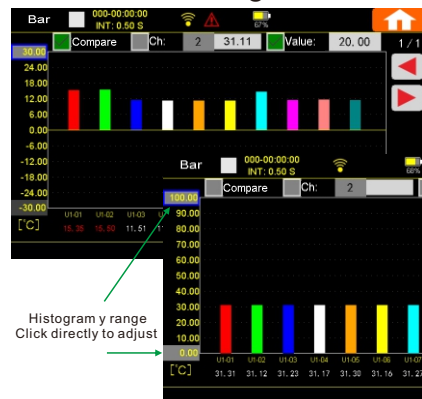 Bar 000-00:00:00 INT: 0.50 S 67%
Compare Ch: 2 31.11 Value: 20.00 1/1
30.00
24.00
18.00
12.00
6.00
0.00
-6.00
-12.00
-18.00
-24.00
-30.00
[°C]
U1-01 U1-02 U1-03
15.35 15.60 11.51
Bar 000-00:00:00 INT: 0.50 S 68%
Compare Ch: 2
100.00
90.00
80.00
70.00
60.00
50.00
40.00
30.00
20.00
10.00
0.00
[°C]
U1-01 U1-02 U1-03 U1-04 U1-05 U1-06 U1-07
31.31 31.12 31.23 31.17 31.30 31.16 31.27
Histogram y range
Click directly to adjust